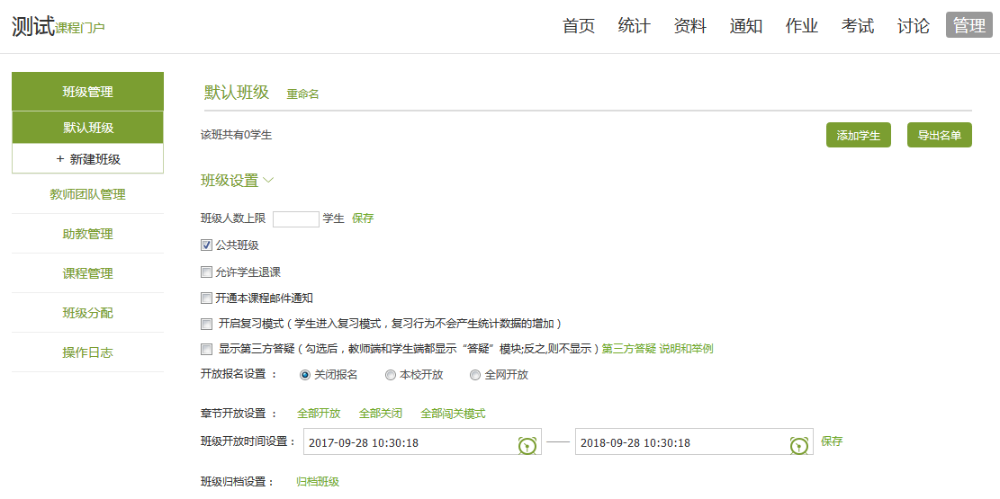 测试课程门户 首页 统计 资料 通知 作业 考试 讨论 管理
班级管理
默认班级
+ 新建班级
教师团队管理
助教管理
课程管理
班级分配
操作日志
默认班级 重命名
该班共有0学生 添加学生 导出名单
班级设置
班级人数上限 学生 保存
公共班级
允许学生退课
开通本课程邮件通知
开启复习模式（学生进入复习模式，复习行为不会产生统计数据的增加）
显示第三方答疑（勾选后，教师端和学生端都显示“答疑”模块;反之,则不显示）第三方答疑 说明和举例
开放报名设置： 关闭报名 本校开放 全网开放
章节开放设置： 全部开放 全部关闭 全部闯关模式
班级开放时间设置： 2017-09-28 10:30:18 —— 2018-09-28 10:30:18 保存
班级归档设置： 归档班级